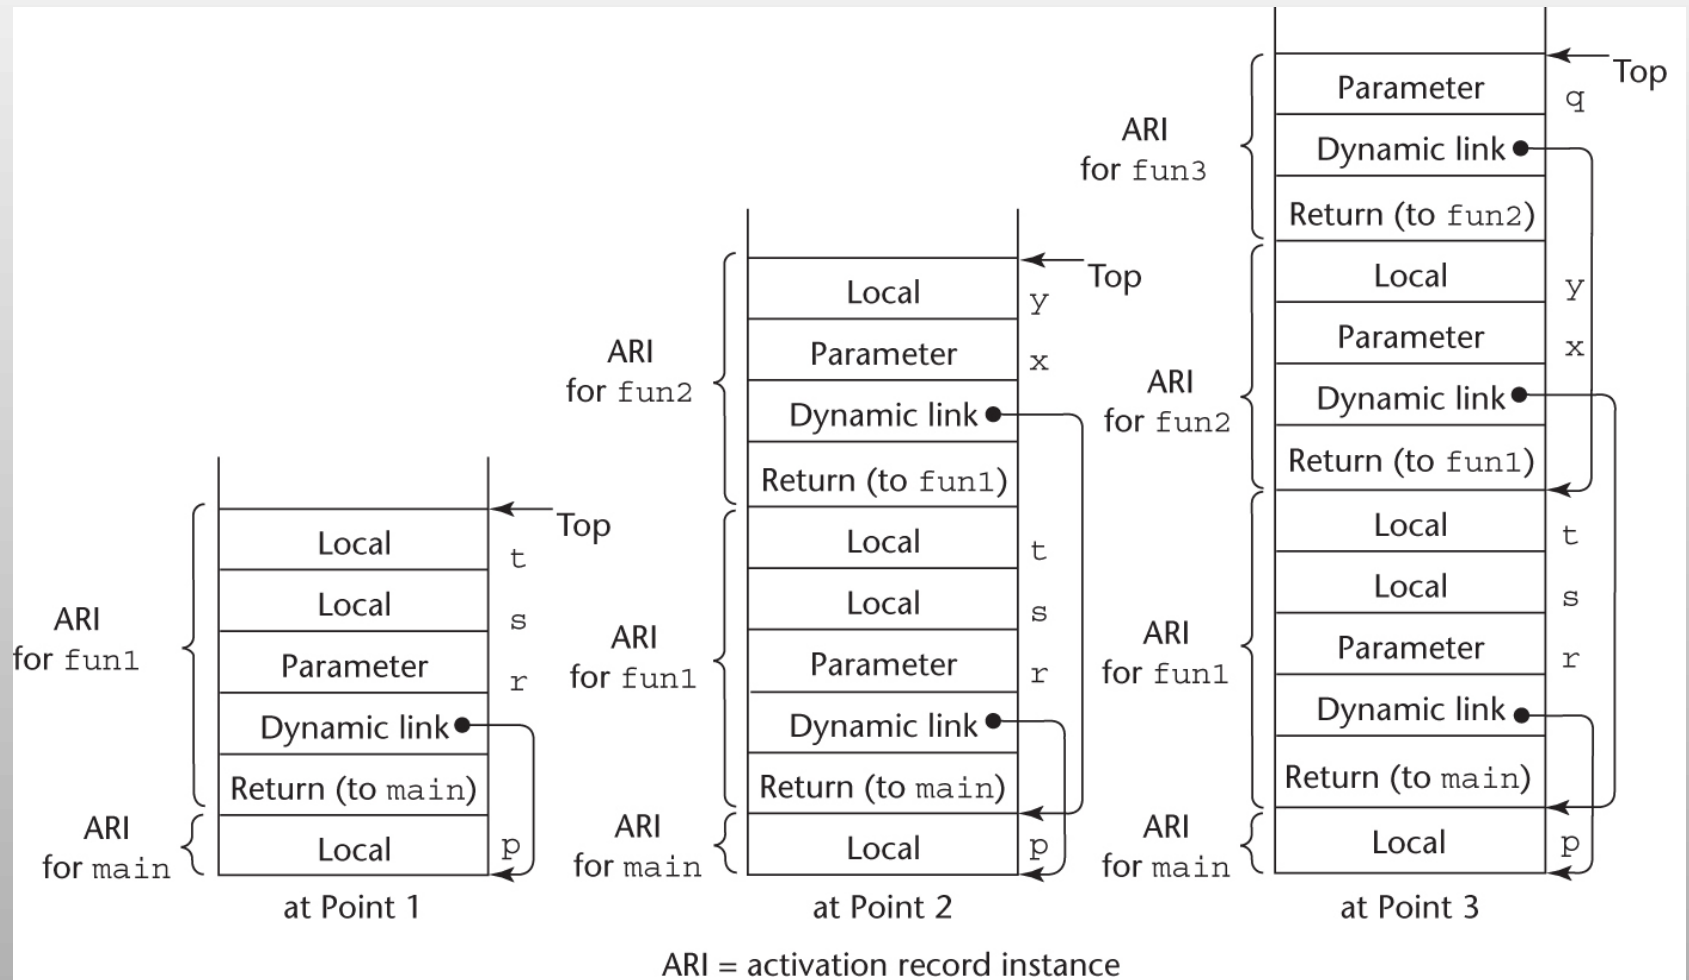 Local
t
Local
s
Parameter
r
Dynamic link
Return (to main)
Local
p
Top
ARI
for fun1
ARI
for main
at Point 1
Local
y
Parameter
x
Dynamic link
Return (to fun1)
Local
t
Local
s
Parameter
r
Dynamic link
Return (to main)
Local
p
Top
ARI
for fun2
ARI
for fun1
ARI
for main
at Point 2
Parameter
q
Dynamic link
Return (to fun2)
Local
y
Parameter
x
Dynamic link
Return (to fun1)
Local
t
Local
s
Parameter
r
Dynamic link
Return (to main)
Local
p
Top
ARI
for fun3
ARI
for fun2
ARI
for fun1
ARI
for main
at Point 3
ARI = activation record instance